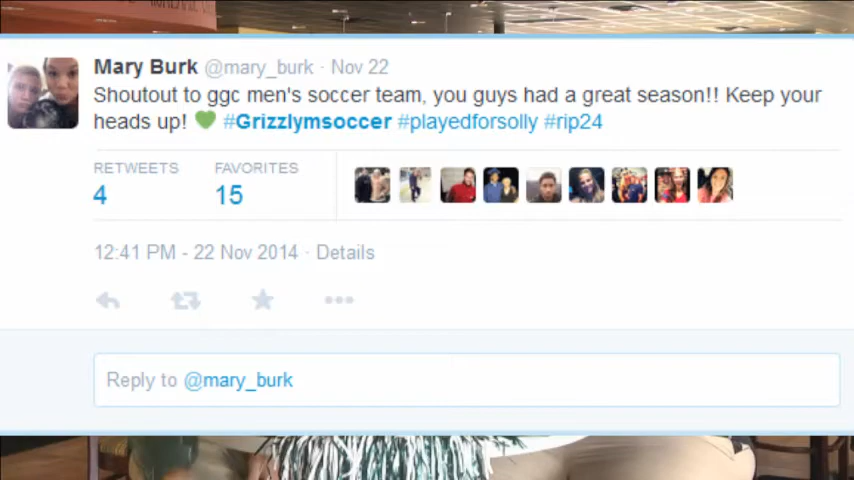 Mary Burk @mary_burk · Nov 22
Shoutout to ggc men's soccer team, you guys had a great season!! Keep your
heads up! 💚 #Grizzlymsoccer #playedforsolly #rip24
RETWEETS FAVORITES
4 15
12:41 PM - 22 Nov 2014 · Details
Reply to @mary_burk